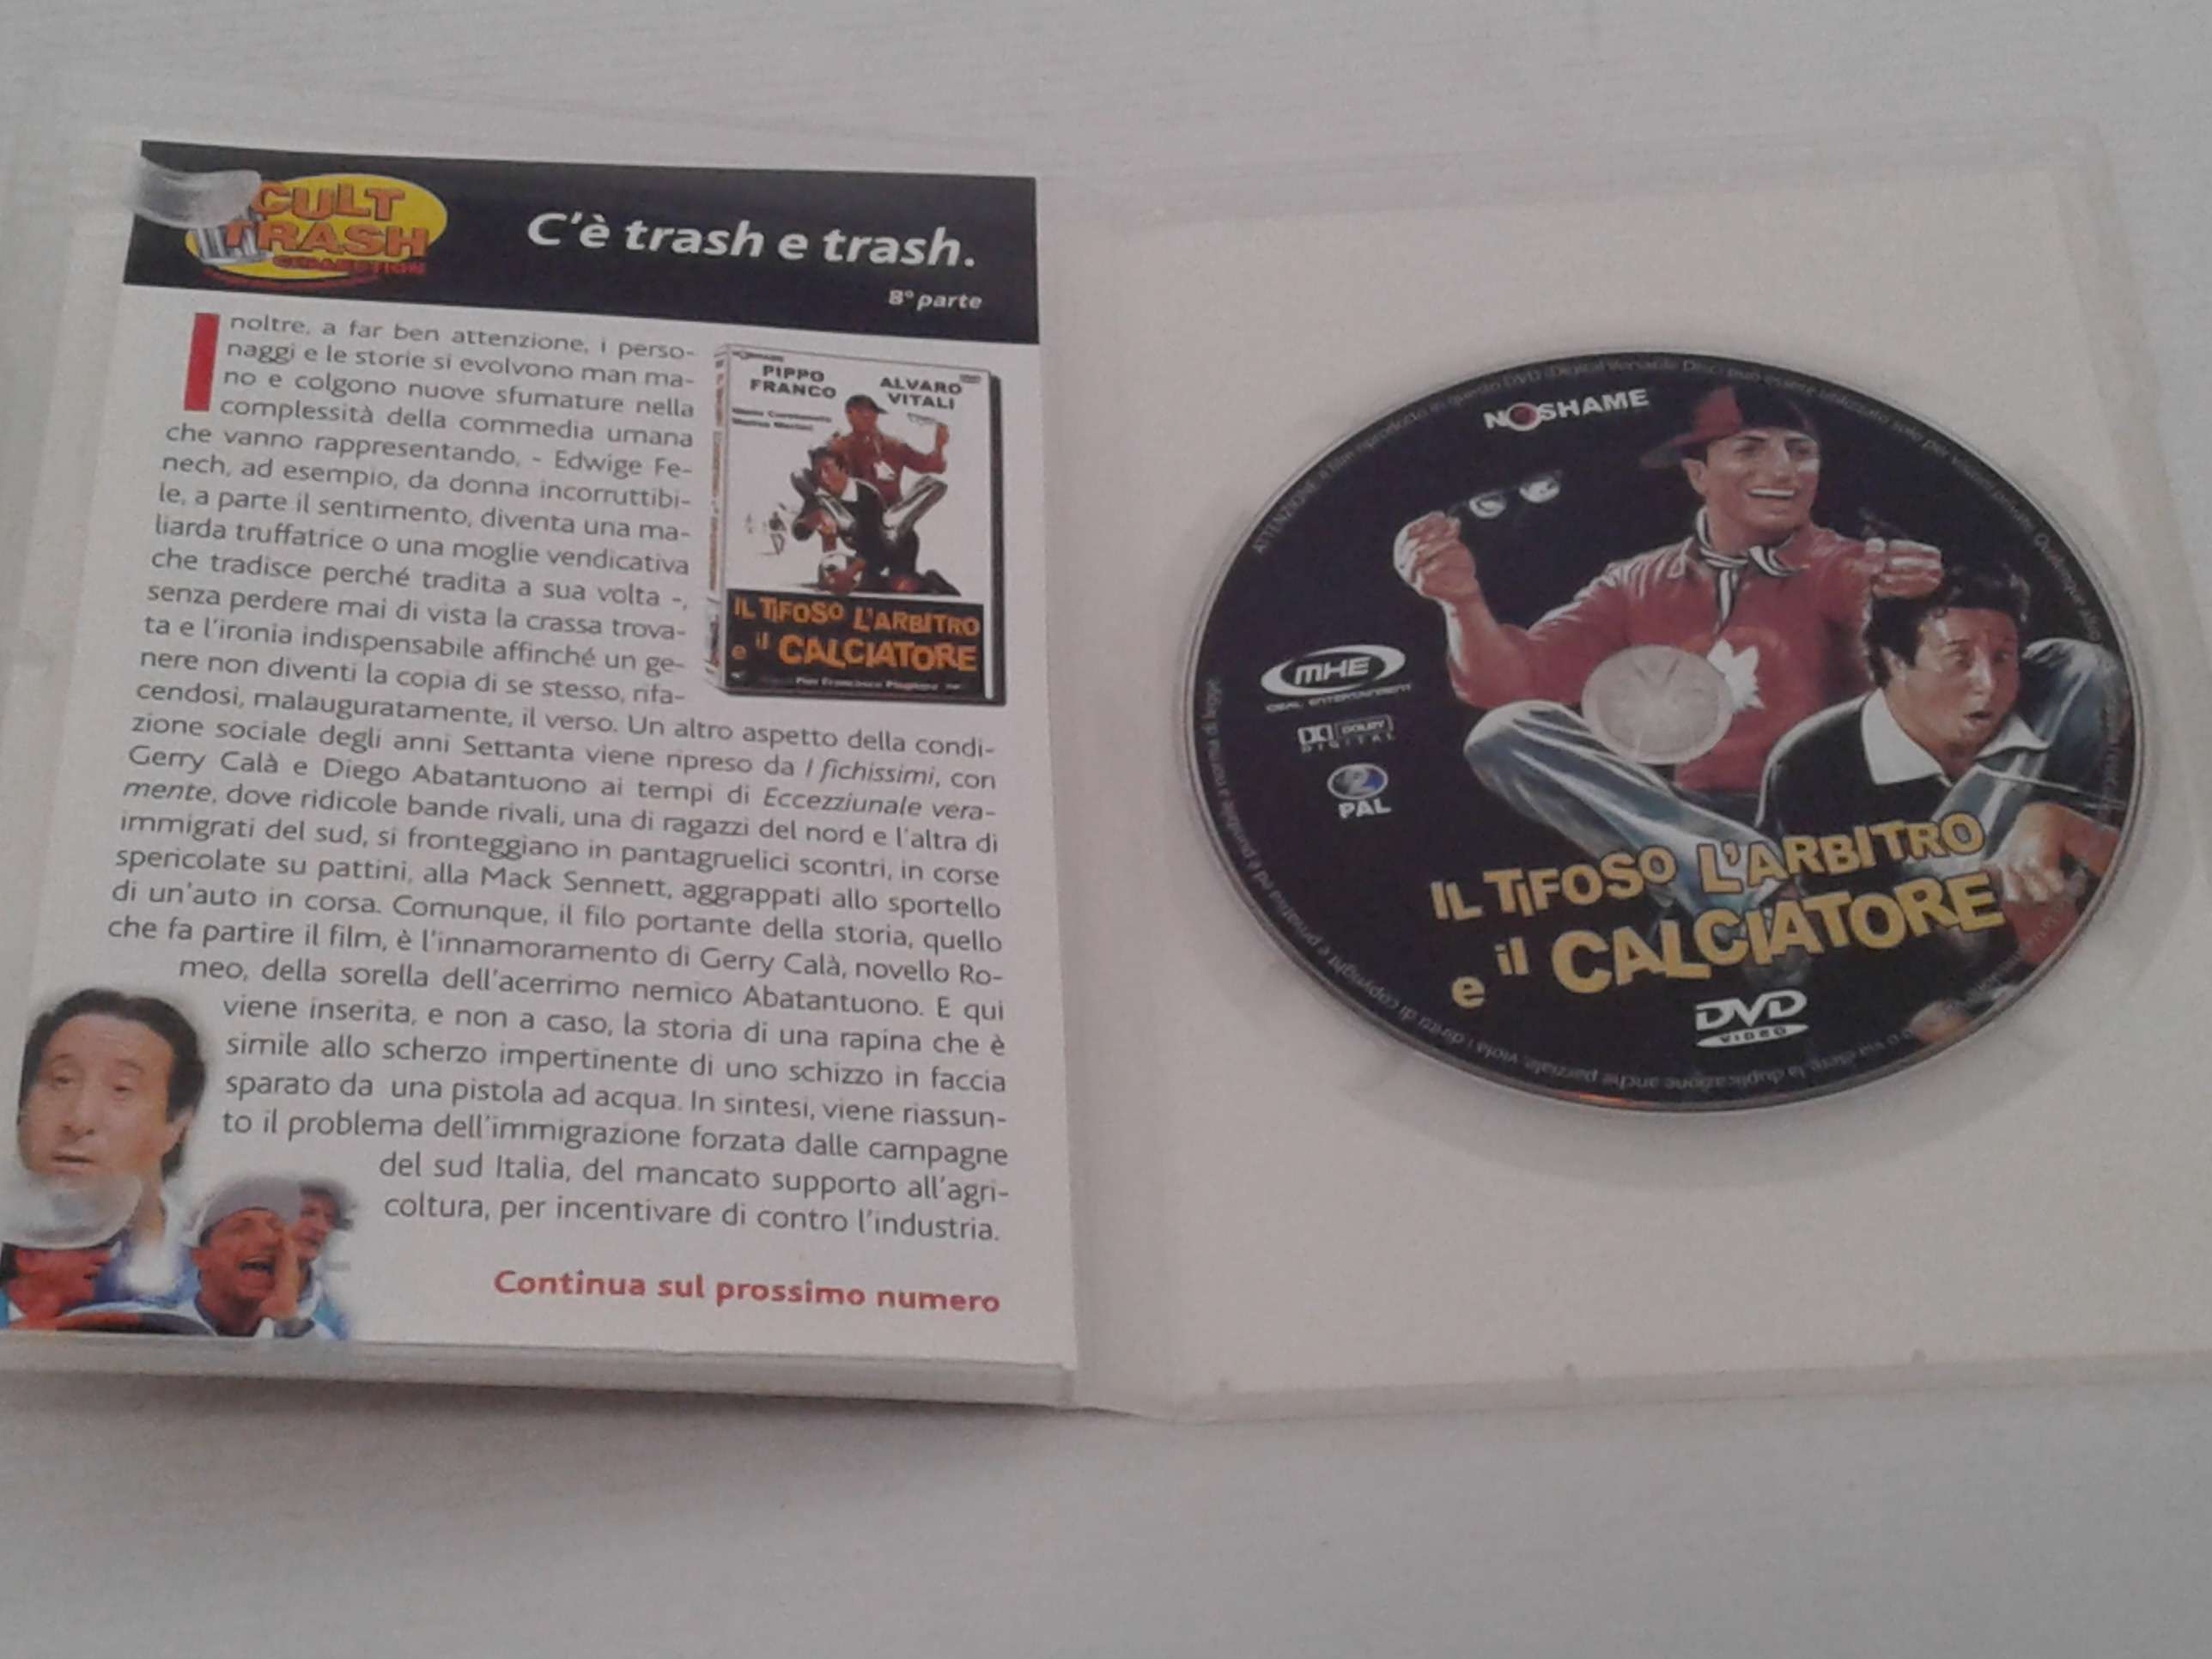 CULT
TRASH
COLLECTION
C'è trash e trash.
8° parte
Inoltre, a far ben attenzione, i perso-
naggi e le storie si evolvono man ma-
no e colgono nuove sfumature nella
complessità della commedia umana
che vanno rappresentando, - Edwige Fe-
nech, ad esempio, da donna incorruttibi-
le, a parte il sentimento, diventa una ma-
liarda truffatrice o una moglie vendicativa
che tradisce perché tradita a sua volta -,
senza perdere mai di vista la crassa trova-
ta e l'ironia indispensabile affinché un ge-
nere non diventi la copia di se stesso, rifa-
cendosi, malauguratamente, il verso. Un altro aspetto della condi-
zione sociale degli anni Settanta viene ripreso da I fichissimi, con
Gerry Calà e Diego Abatantuono ai tempi di Eccezziunale vera-
mente, dove ridicole bande rivali, una di ragazzi del nord e l'altra di
immigrati del sud, si fronteggiano in pantagruelici scontri, in corse
spericolate su pattini, alla Mack Sennett, aggrappati allo sportello
di un'auto in corsa. Comunque, il filo portante della storia, quello
che fa partire il film, è l'innamoramento di Gerry Calà, novello Ro-
meo, della sorella dell'acerrimo nemico Abatantuono. E qui
viene inserita, e non a caso, la storia di una rapina che è
simile allo scherzo impertinente di uno schizzo in faccia
sparato da una pistola ad acqua. In sintesi, viene riassun-
to il problema dell'immigrazione forzata dalle campagne
del sud Italia, del mancato supporto all'agri-
coltura, per incentivare di contro l'industria.
Continua sul prossimo numero
PIPPO
FRANCO
ALVARO
VITALI
IL TIFOSO L'ARBITRO
e il CALCIATORE
NOSHAME
MHE
DOLBY
DIGITAL
2
PAL
IL TIFOSO L'ARBITRO
e il CALCIATORE
DVD
VIDEO